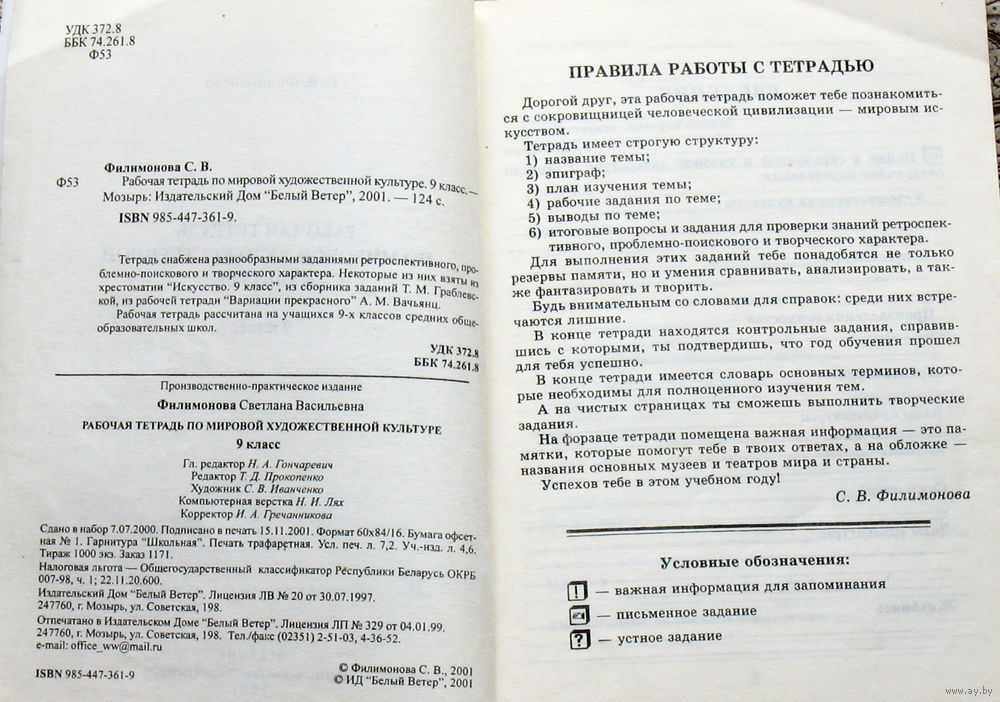 УДК 372.8
ББК 74.261.8
Ф53
Филимонова С. В.
Ф53 Рабочая тетрадь по мировой художественной культуре. 9 класс. —
Мозырь: Издательский Дом “Белый Ветер”, 2001. — 124 с.
ISBN 985-447-361-9.
Тетрадь снабжена разнообразными заданиями ретроспективного, про-
блемно-поискового и творческого характера. Некоторые из них взяты из
хрестоматии “Искусство. 9 класс”, из сборника заданий Т. М. Граблевс-
кой, из рабочей тетради “Вариации прекрасного” А. М. Вачьянц.
Рабочая тетрадь рассчитана на учащихся 9-х классов средних обще-
образовательных школ.
УДК 372.8
ББК 74.261.8
Производственно-практическое издание
Филимонова Светлана Васильевна
РАБОЧАЯ ТЕТРАДЬ ПО МИРОВОЙ ХУДОЖЕСТВЕННОЙ КУЛЬТУРЕ
9 класс
Гл. редактор Н. А. Гончаревич
Редактор Т. Д. Прокопенко
Художник С. В. Иванченко
Компьютерная верстка Н. И. Лях
Корректор И. А. Гречанникова
Сдано в набор 7.07.2000. Подписано в печать 15.11.2001. Формат 60х84/16. Бумага офсет-
ная № 1. Гарнитура “Школьная”. Печать трафаретная. Усл. печ. л. 7,2. Уч.-изд. л. 4,6.
Тираж 1000 экз. Заказ 1171.
Налоговая льгота — Общегосударственный классификатор Республики Беларусь ОКРБ
007-98, ч. 1; 22.11.20.600.
Издательский Дом “Белый Ветер”. Лицензия ЛВ № 20 от 30.07.1997.
247760, г. Мозырь, ул. Советская, 198.
Отпечатано в Издательском Доме “Белый Ветер”. Лицензия ЛП № 329 от 04.01.99.
247760, г. Мозырь, ул. Советская, 198. Тел./факс (02351) 2-51-03, 4-36-52.
e-mail: office_ww@mail.ru
© Филимонова С. В., 2001
ISBN 985-447-361-9 © ИД “Белый Ветер”, 2001
ПРАВИЛА РАБОТЫ С ТЕТРАДЬЮ
Дорогой друг, эта рабочая тетрадь поможет тебе познакомить-
ся с сокровищницей человеческой цивилизации — мировым ис-
кусством.
Тетрадь имеет строгую структуру:
1) название темы;
2) эпиграф;
3) план изучения темы;
4) рабочие задания по теме;
5) выводы по теме;
6) итоговые вопросы и задания для проверки знаний ретроспек-
тивного, проблемно-поискового и творческого характера.
Для выполнения этих заданий тебе понадобятся не только
резервы памяти, но и умения сравнивать, анализировать, а так-
же фантазировать и творить.
Будь внимательным со словами для справок: среди них встре-
чаются лишние.
В конце тетради находятся контрольные задания, справив-
шись с которыми, ты подтвердишь, что год обучения прошел
для тебя успешно.
В конце тетради имеется словарь основных терминов, кото-
рые необходимы для полноценного изучения тем.
А на чистых страницах ты сможешь выполнить творческие
задания.
На форзаце тетради помещена важная информация — это па-
мятки, которые помогут тебе в твоих ответах, а на обложке —
названия основных музеев и театров мира и страны.
Успехов тебе в этом учебном году!
С. В. Филимонова
Условные обозначения:
! — важная информация для запоминания
— письменное задание
? — устное задание
www.ay.by